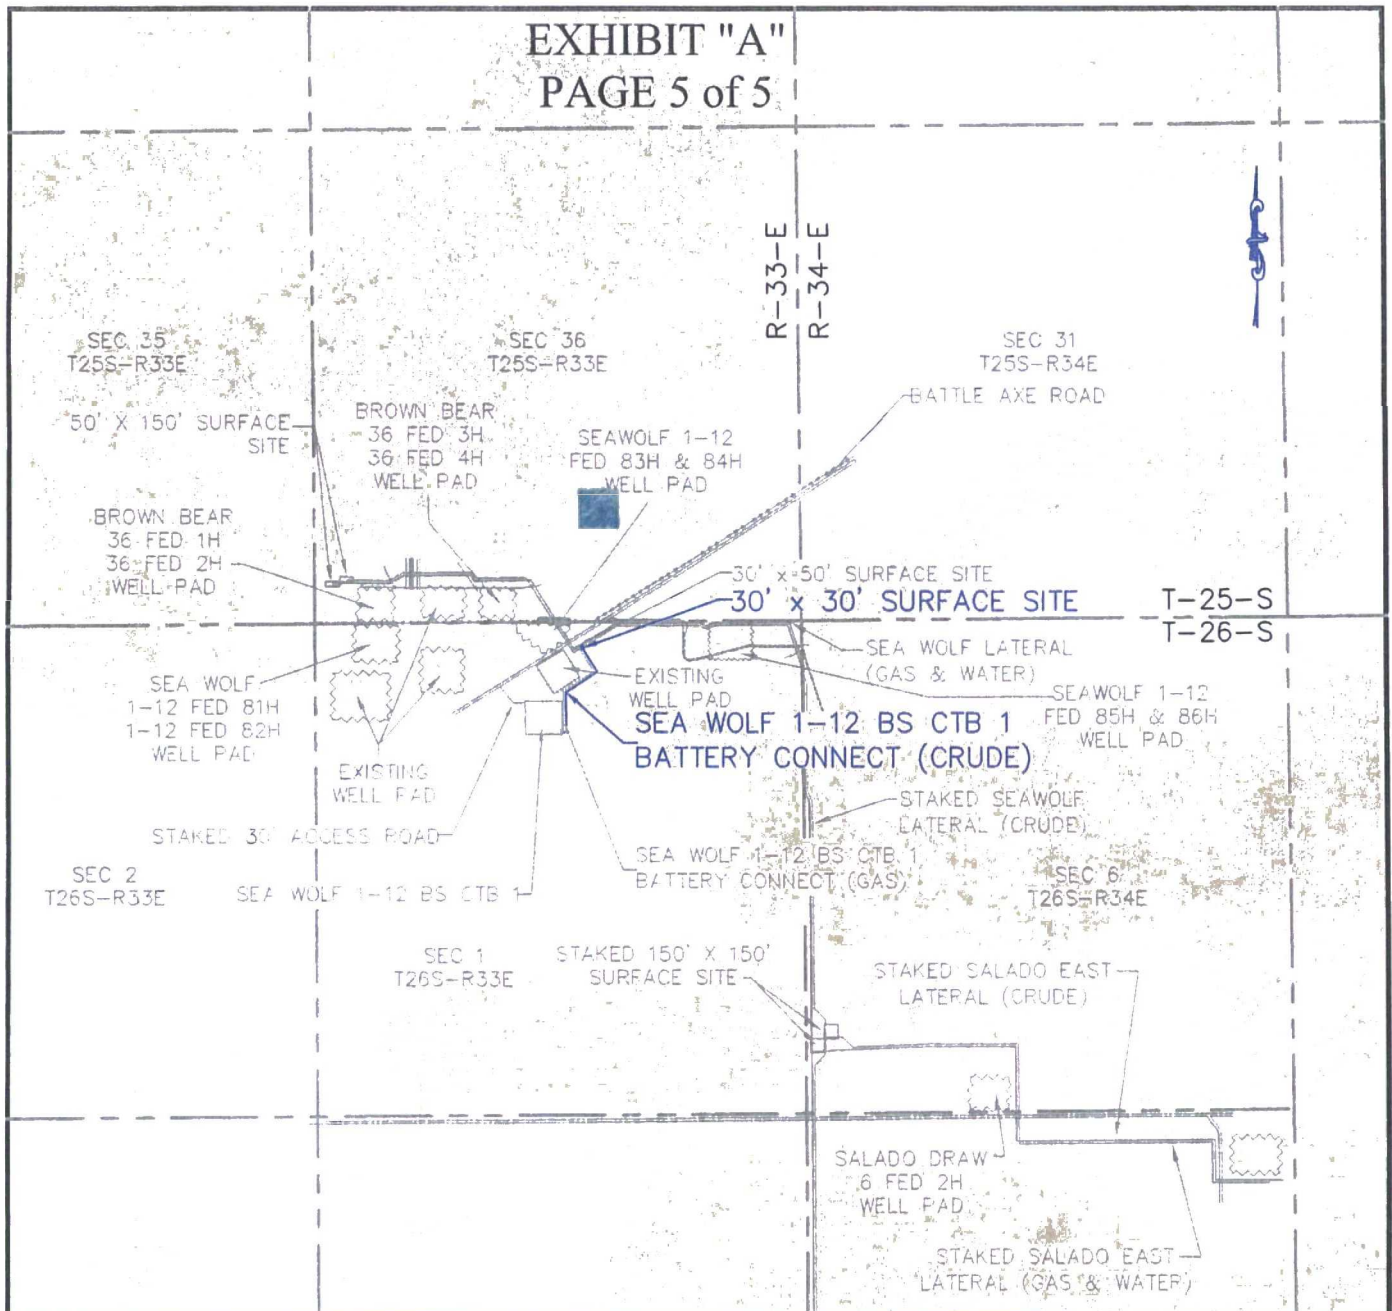 EXHIBIT "A"
PAGE 5 of 5
R-33-E
R-34-E
SEC 35
T25S-R33E
SEC 36
T25S-R33E
SEC 31
T25S-R34E
BATTLE AXE ROAD
50' X 150' SURFACE
SITE
BROWN BEAR
36 FED 3H
36 FED 4H
WELL PAD
SEAWOLF 1-12
FED 83H & 84H
WELL PAD
BROWN BEAR
36 FED 1H
36 FED 2H
WELL PAD
30' x 50' SURFACE SITE
30' x 30' SURFACE SITE
T-25-S
T-26-S
SEA WOLF LATERAL
(GAS & WATER)
EXISTING
WELL PAD
SEA WOLF
1-12 FED 81H
1-12 FED 82H
WELL PAD
SEAWOLF 1-12
FED 85H & 86H
WELL PAD
SEA WOLF 1-12 BS CTB 1
BATTERY CONNECT (CRUDE)
EXISTING
WELL PAD
STAKED SEAWOLF
LATERAL (CRUDE)
STAKED 30' ACCESS ROAD
SEA WOLF 1-12 BS CTB 1
BATTERY CONNECT (GAS)
SEC 2
T26S-R33E
SEA WOLF 1-12 BS CTB 1
SEC 6
T26S-R34E
SEC 1
T26S-R33E
STAKED 150' X 150'
SURFACE SITE
STAKED SALADO EAST
LATERAL (CRUDE)
SALADO DRAW
6 FED 2H
WELL PAD
STAKED SALADO EAST
LATERAL (GAS & WATER)